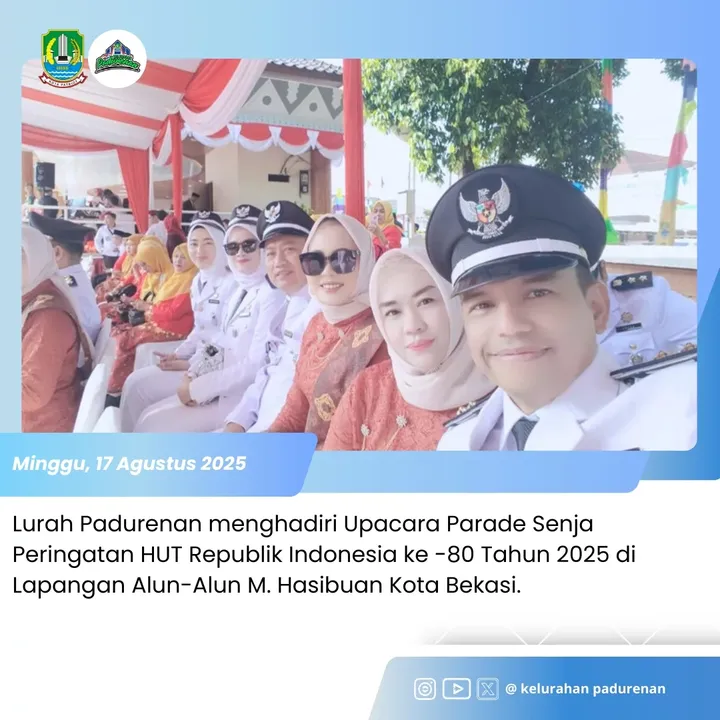 Minggu, 17 Agustus 2025
Lurah Padurenan menghadiri Upacara Parade Senja
Peringatan HUT Republik Indonesia ke -80 Tahun 2025 di
Lapangan Alun-Alun M. Hasibuan Kota Bekasi.
@ kelurahan padurenan